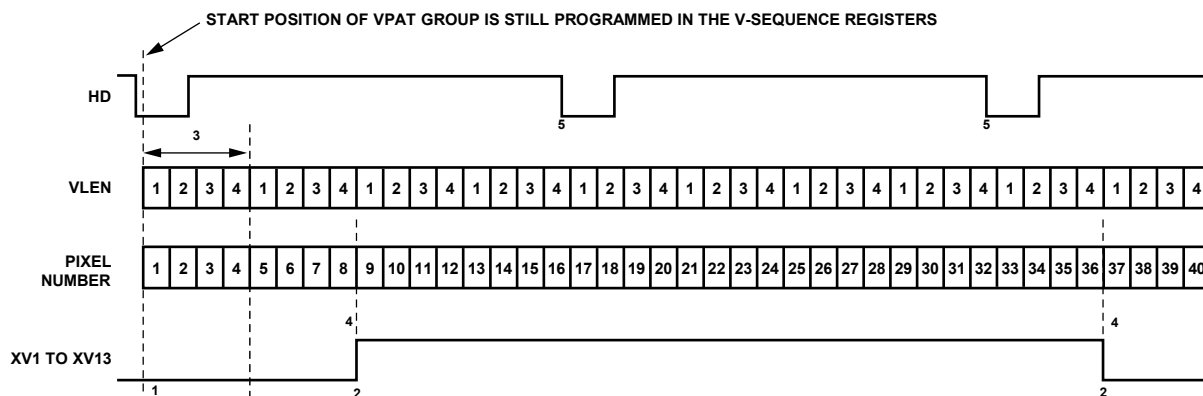 START POSITION OF VPAT GROUP IS STILL PROGRAMMED IN THE V-SEQUENCE REGISTERS
HD
5 5
3
VLEN 1 2 3 4 1 2 3 4 1 2 3 4 1 2 3 4 1 2 3 4 1 2 3 4 1 2 3 4 1 2 3 4 1 2 3 4 1 2 3 4
PIXEL
NUMBER
1 2 3 4 5 6 7 8 9 10 11 12 13 14 15 16 17 18 19 20 21 22 23 24 25 26 27 28 29 30 31 32 33 34 35 36 37 38 39 40
4 4
XV1 TO XV13
1 2 2